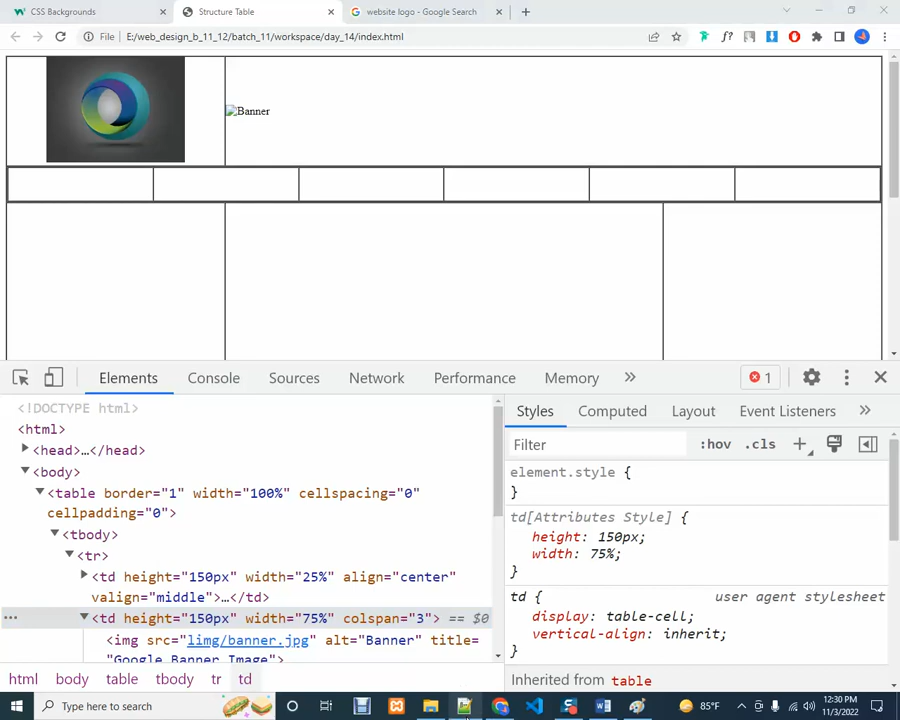 CSS Backgrounds
Structure Table
website logo - Google Search
File
E:/web_design_b_11_12/batch_11/workspace/day_14/index.html
Banner
Elements
Console
Sources
Network
Performance
Memory
1
<!DOCTYPE html>
<html>
<head>…</head>
<body>
<table border="1" width="100%" cellspacing="0"
cellpadding="0">
<tbody>
<tr>
<td height="150px" width="25%" align="center"
valign="middle">…</td>
<td height="150px" width="75%" colspan="3"> == $0
<img src="limg/banner.jpg" alt="Banner" title=
"Google Banner Image">
html body table tbody tr td
Styles
Computed
Layout
Event Listeners
Filter
:hov .cls
element.style {
}
td[Attributes Style] {
height: 150px;
width: 75%;
}
td { user agent stylesheet
display: table-cell;
vertical-align: inherit;
}
Inherited from table
Type here to search
85°F
12:30 PM
11/3/2022